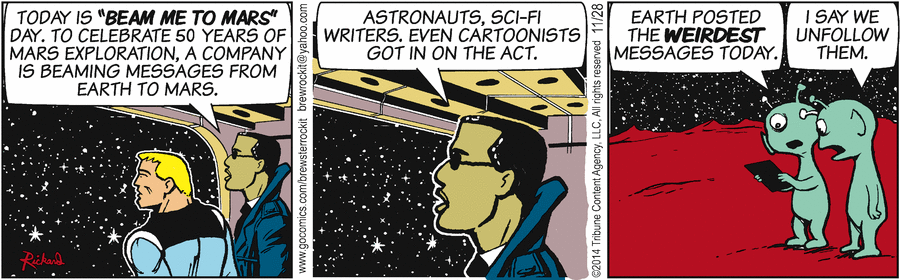 TODAY IS "BEAM ME TO MARS"
DAY. TO CELEBRATE 50 YEARS OF
MARS EXPLORATION, A COMPANY
IS BEAMING MESSAGES FROM
EARTH TO MARS.
Rickard
www.gocomics.com/brewsterrockit brewrockit@yahoo.com
ASTRONAUTS, SCI-FI
WRITERS. EVEN CARTOONISTS
GOT IN ON THE ACT.
©2014 Tribune Content Agency, LLC, All rights reserved 11/28
EARTH POSTED
THE WEIRDEST
MESSAGES TODAY.
I SAY WE
UNFOLLOW
THEM.